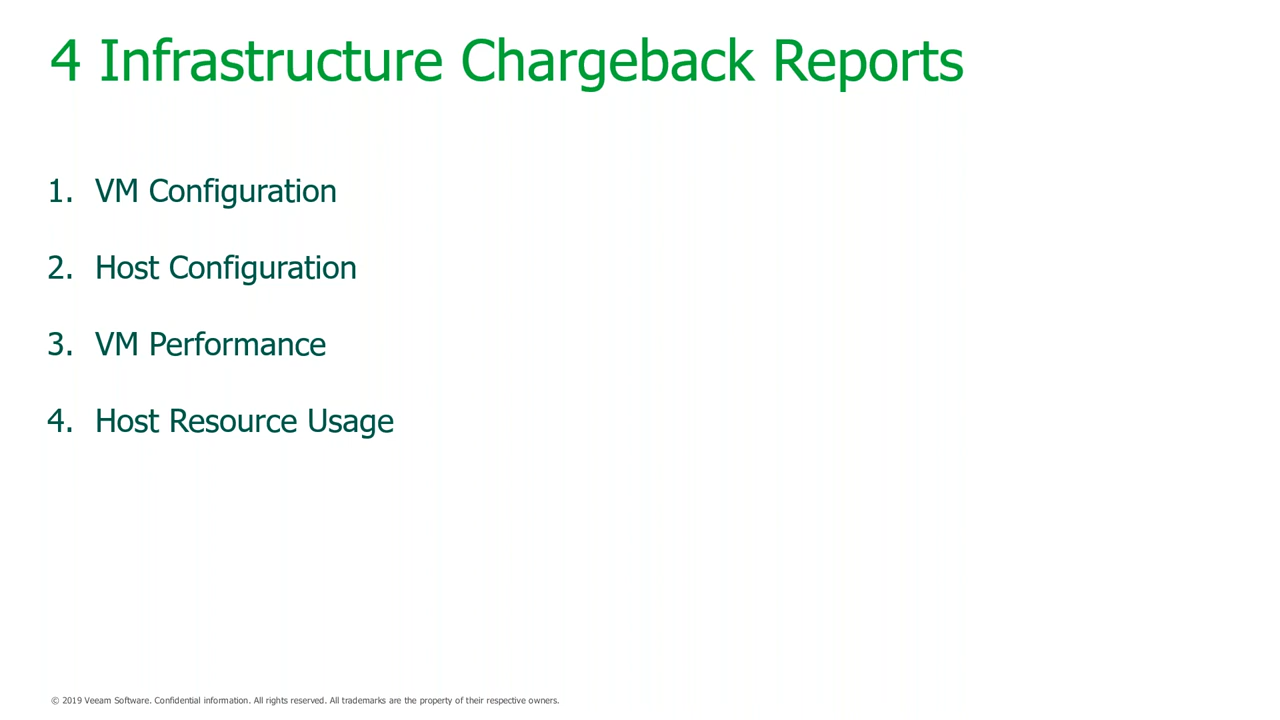 4 Infrastructure Chargeback Reports
1. VM Configuration
2. Host Configuration
3. VM Performance
4. Host Resource Usage
© 2019 Veeam Software. Confidential information. All rights reserved. All trademarks are the property of their respective owners.